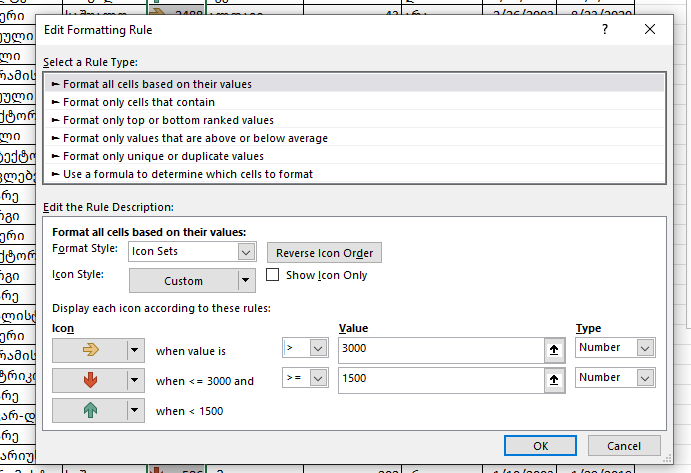 Edit Formatting Rule
? ×
Select a Rule Type:
► Format all cells based on their values
► Format only cells that contain
► Format only top or bottom ranked values
► Format only values that are above or below average
► Format only unique or duplicate values
► Use a formula to determine which cells to format
Edit the Rule Description:
Format all cells based on their values:
Format Style: Icon Sets Reverse Icon Order
Icon Style: Custom Show Icon Only
Display each icon according to these rules:
Icon Value Type
when value is > 3000 Number
when <= 3000 and >= 1500 Number
when < 1500
OK Cancel